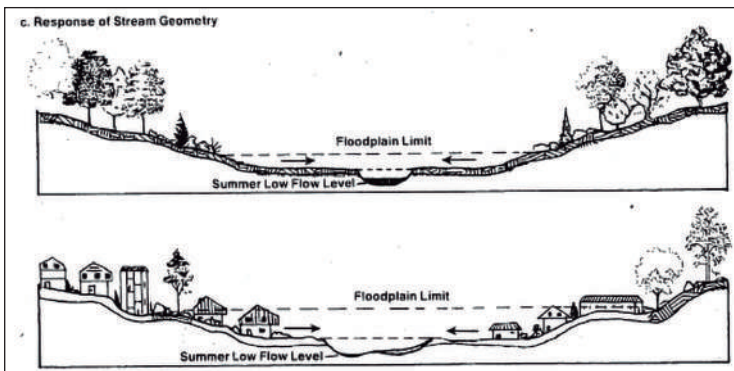 c. Response of Stream Geometry
Floodplain Limit
Summer Low Flow Level
Floodplain Limit
Summer Low Flow Level